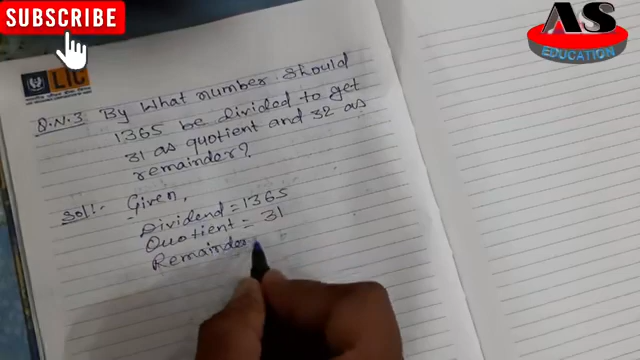 SUBSCRIBE
AS
EDUCATION
LIC
Q.N.3 By what number should
1365 be divided to get
31 as quotient and 32 as
remainder?
Sol:- Given,
Dividend = 1365
Quotient = 31
Remainder